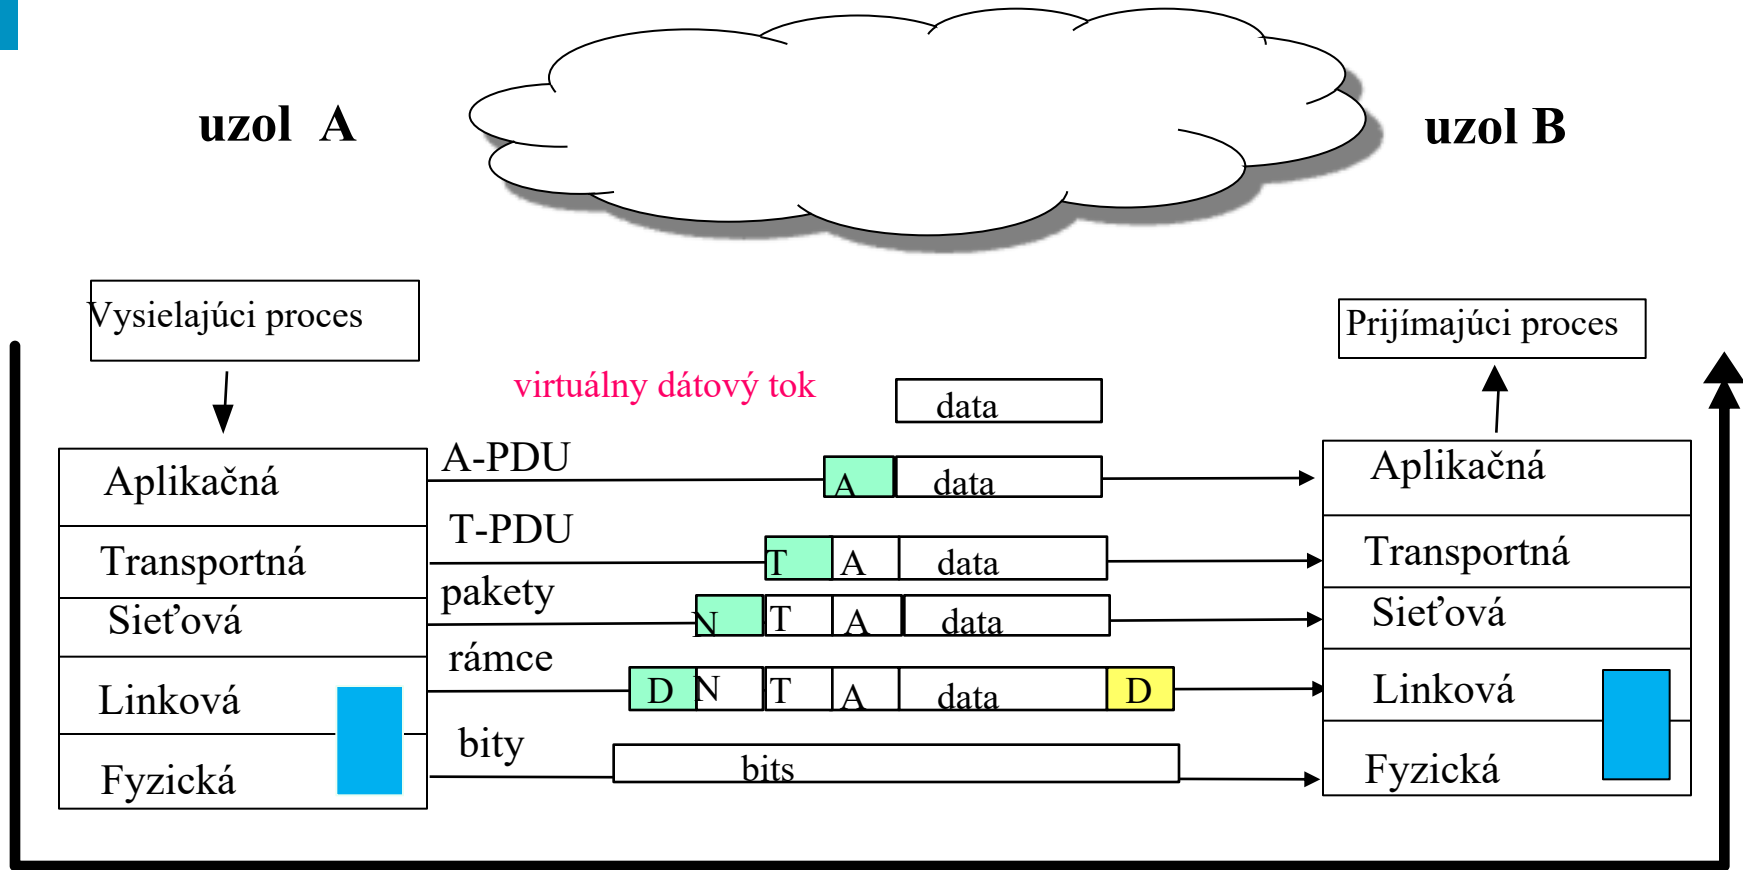 uzol A
uzol B
Vysielajúci proces
Prijímajúci proces
virtuálny dátový tok
data
Aplikačná
A-PDU
A data
Aplikačná
Transportná
T-PDU
T A data
Transportná
Sieťová
pakety
N T A data
Sieťová
Linková
rámce
D N T A data D
Linková
Fyzická
bity
bits
Fyzická